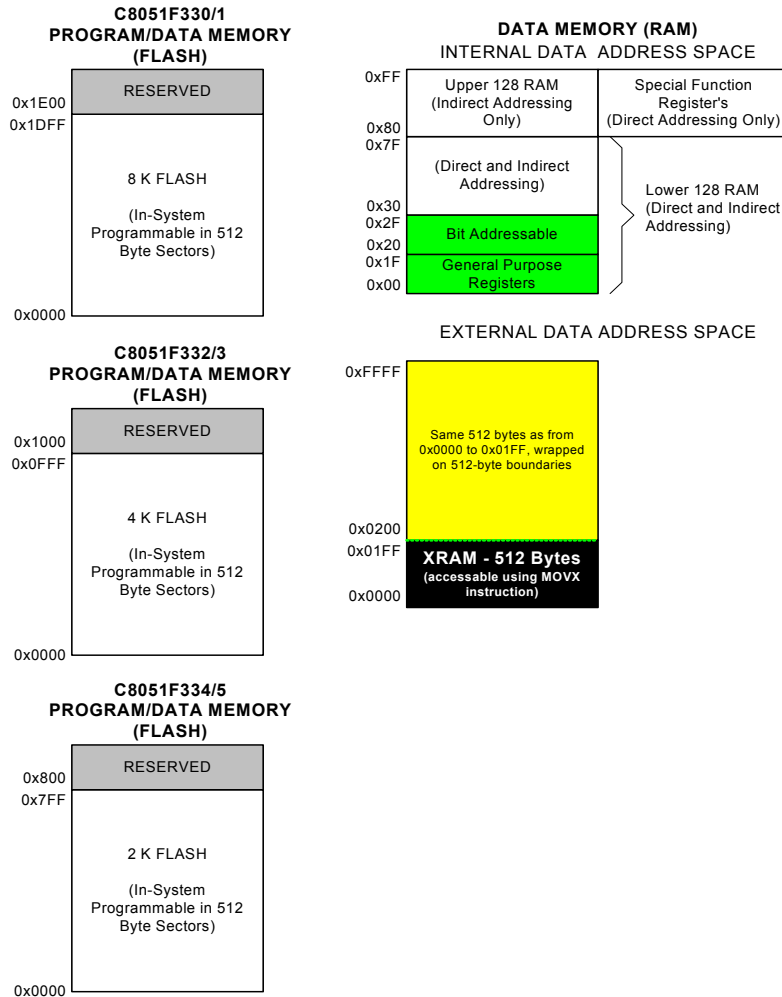 C8051F330/1
PROGRAM/DATA MEMORY
(FLASH)
RESERVED
0x1E00
0x1DFF
8 K FLASH
(In-System
Programmable in 512
Byte Sectors)
0x0000
C8051F332/3
PROGRAM/DATA MEMORY
(FLASH)
RESERVED
0x1000
0x0FFF
4 K FLASH
(In-System
Programmable in 512
Byte Sectors)
0x0000
C8051F334/5
PROGRAM/DATA MEMORY
(FLASH)
RESERVED
0x800
0x7FF
2 K FLASH
(In-System
Programmable in 512
Byte Sectors)
0x0000
DATA MEMORY (RAM)
INTERNAL DATA ADDRESS SPACE
0xFF
Upper 128 RAM
(Indirect Addressing
Only)
Special Function
Register's
(Direct Addressing Only)
0x80
0x7F
(Direct and Indirect
Addressing)
Lower 128 RAM
(Direct and Indirect
Addressing)
0x30
0x2F
Bit Addressable
0x20
0x1F
General Purpose
Registers
0x00
EXTERNAL DATA ADDRESS SPACE
0xFFFF
Same 512 bytes as from
0x0000 to 0x01FF, wrapped
on 512-byte boundaries
0x0200
0x01FF
XRAM - 512 Bytes
(accessable using MOVX
instruction)
0x0000